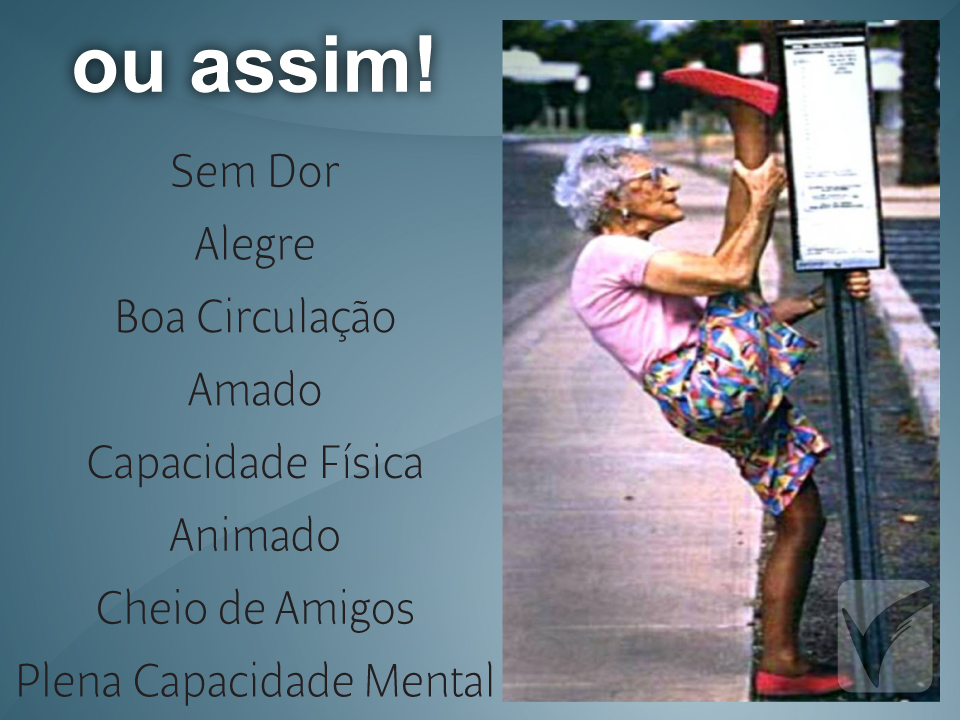 ou assim!
Sem Dor
Alegre
Boa Circulação
Amado
Capacidade Física
Animado
Cheio de Amigos
Plena Capacidade Mental